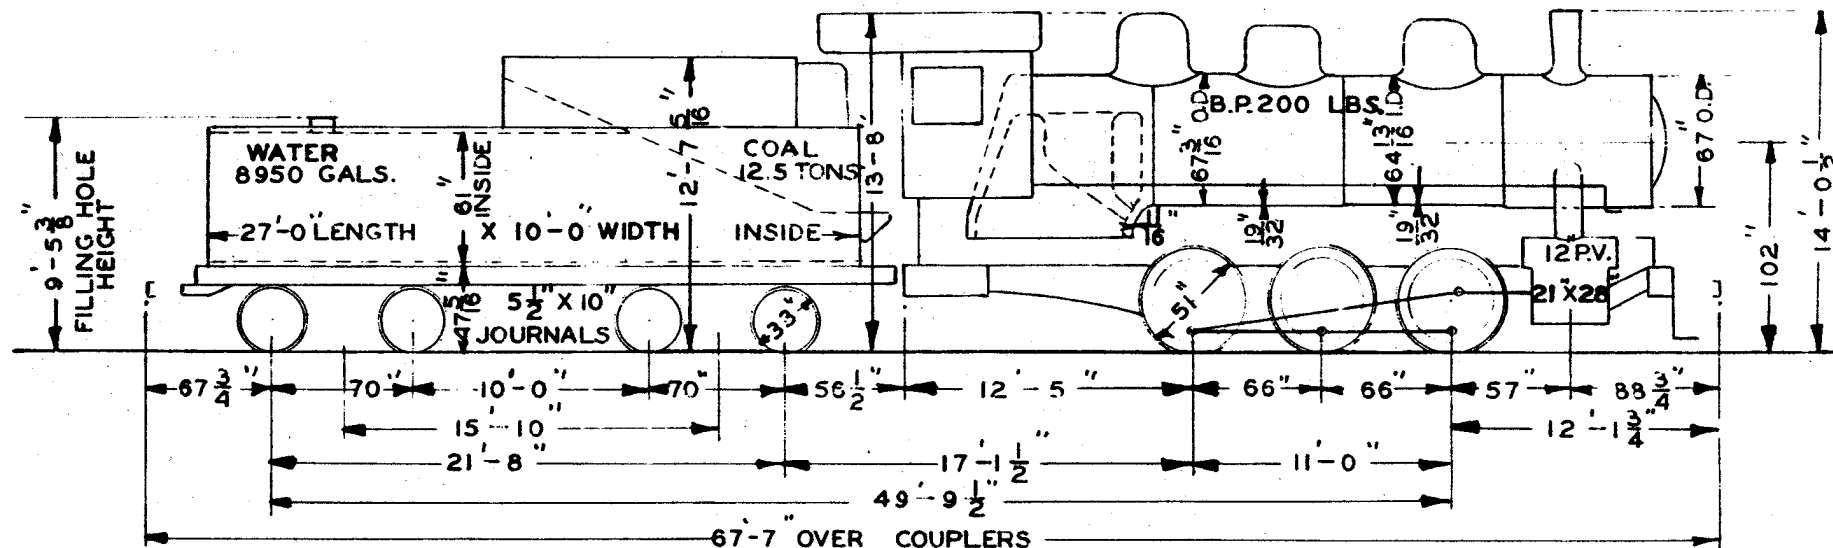 14'-0 1/5"
13'-8"
12'-7 5/16"
9'-5 3/8"
FILLING HOLE
HEIGHT
WATER
8950 GALS.
61" INSIDE
COAL
12.5 TONS
27'-0" LENGTH X 10'-0" WIDTH INSIDE
47 5/16"
5 1/2" X 10"
JOURNALS
33"
B.P. 200 LBS.
67 3/16" O.D.
64 13/16" I.D.
67" O.D.
102"
19/32"
19/32"
12" P.V.
21" X 28"
51"
67 3/4" 70" 10'-0" 70" 56 1/2" 12'-5" 66" 66" 57" 88 3/4"
15'-10" 12'-1 3/4"
21'-8" 17'-1 1/2" 11'-0"
49'-9 1/2"
67'-7" OVER COUPLERS